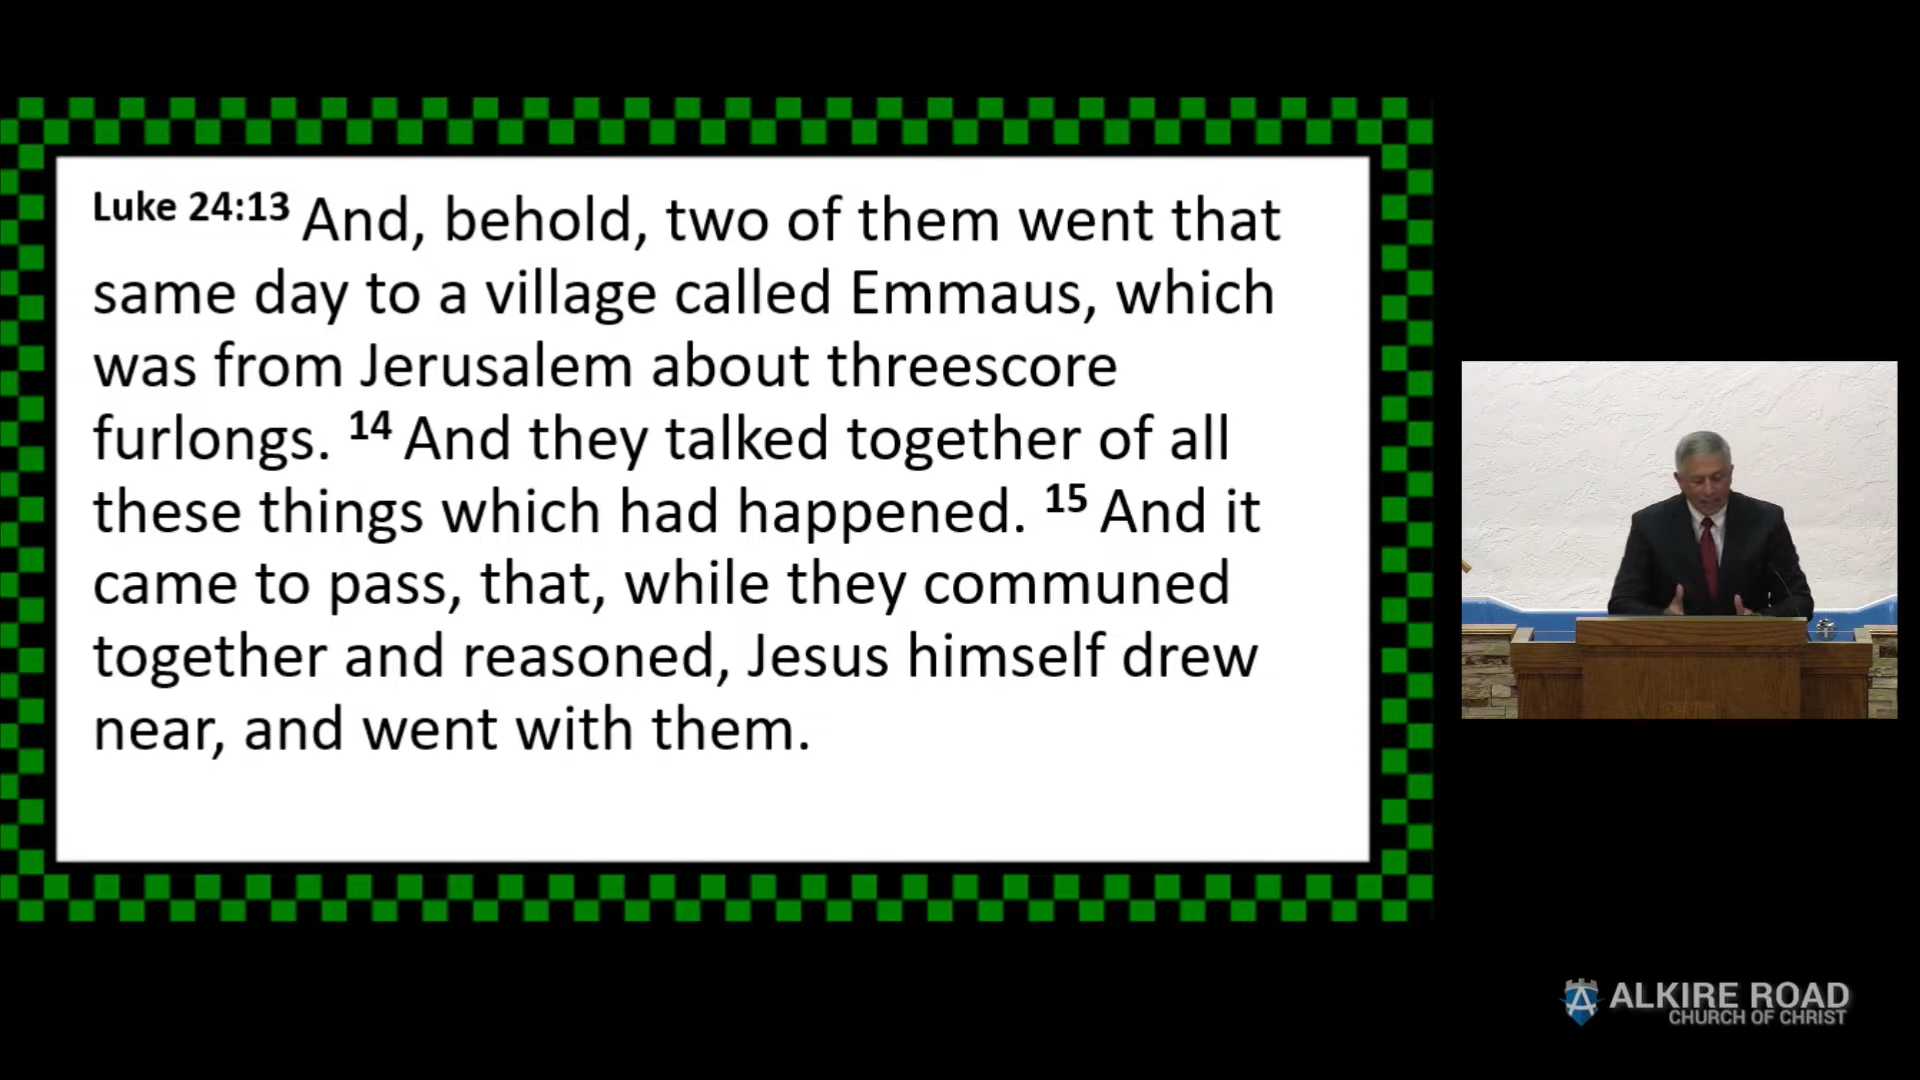 Luke 24:13 And, behold, two of them went that
same day to a village called Emmaus, which
was from Jerusalem about threescore
furlongs. 14 And they talked together of all
these things which had happened. 15 And it
came to pass, that, while they communed
together and reasoned, Jesus himself drew
near, and went with them.
ALKIRE ROAD
CHURCH OF CHRIST